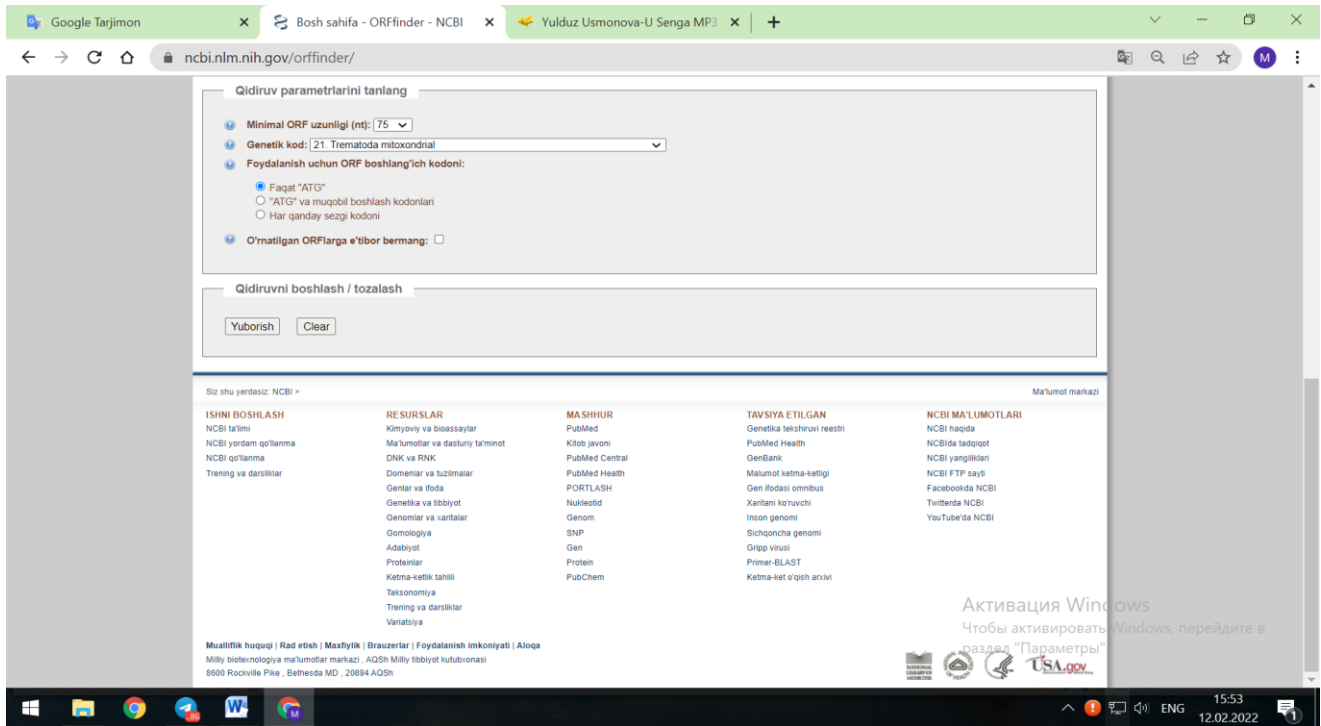 Google Tarjimon
Bosh sahifa - ORFfinder - NCBI
Yulduz Usmonova-U Senga MP3
ncbi.nlm.nih.gov/orffinder/
M
Qidiruv parametrlarini tanlang
Minimal ORF uzunligi (nt): 75
Genetik kod: 21. Trematoda mitoxondrial
Foydalanish uchun ORF boshlang'ich kodoni:
Faqat "ATG"
"ATG" va muqobil boshlash kodonlari
Har qanday sezgi kodoni
O'rnatilgan ORFlarga e'tibor bermang:
Qidiruvni boshlash / tozalash
Yuborish Clear
Siz shu yerdasiz: NCBI > Ma'lumot markazi
ISHNI BOSHLASH
NCBI ta'limi
NCBI yordam qo'llanma
NCBI qo'llanma
Trening va darsliklar
RESURSLAR
Kimyoviy va bioassaylar
Ma'lumotlar va dasturiy ta'minot
DNK va RNK
Domenlar va tuzilmalar
Genlar va ifoda
Genetika va tibbiyot
Genomlar va xaritalar
Gomologiya
Adabiyot
Proteinlar
Ketma-ketlik tahlili
Taksonomiya
Trening va darsliklar
Variatsiya
MASHHUR
PubMed
Kitob javoni
PubMed Central
PubMed Health
PORTLASH
Nukleotid
Genom
SNP
Gen
Protein
PubChem
TAVSIYA ETILGAN
Genetika tekshiruvi reestri
PubMed Health
GenBank
Malumot ketma-ketligi
Gen ifodasi omnibus
Xaritani ko'ruvchi
Inson genomi
Sichqoncha genomi
Gripp virusi
Primer-BLAST
Ketma-ket o'qish arxivi
NCBI MA'LUMOTLARI
NCBI haqida
NCBIda tadqiqot
NCBI yangiliklari
NCBI FTP sayti
Facebookda NCBI
Twitterda NCBI
YouTube'da NCBI
Mualliflik huquqi | Rad etish | Maxfiylik | Brauzerlar | Foydalanish imkoniyati | Aloqa
Milliy biotexnologiya ma'lumotlar markazi , AQSh Milliy tibbiyot kutubxonasi
8600 Rockville Pike , Bethesda MD , 20894 AQSh
Активация Windows
Чтобы активировать Windows, перейдите в
раздел "Параметры"
NATIONAL
LIBRARY OF
MEDICINE
USA.gov
ENG
15:53
12.02.2022
1